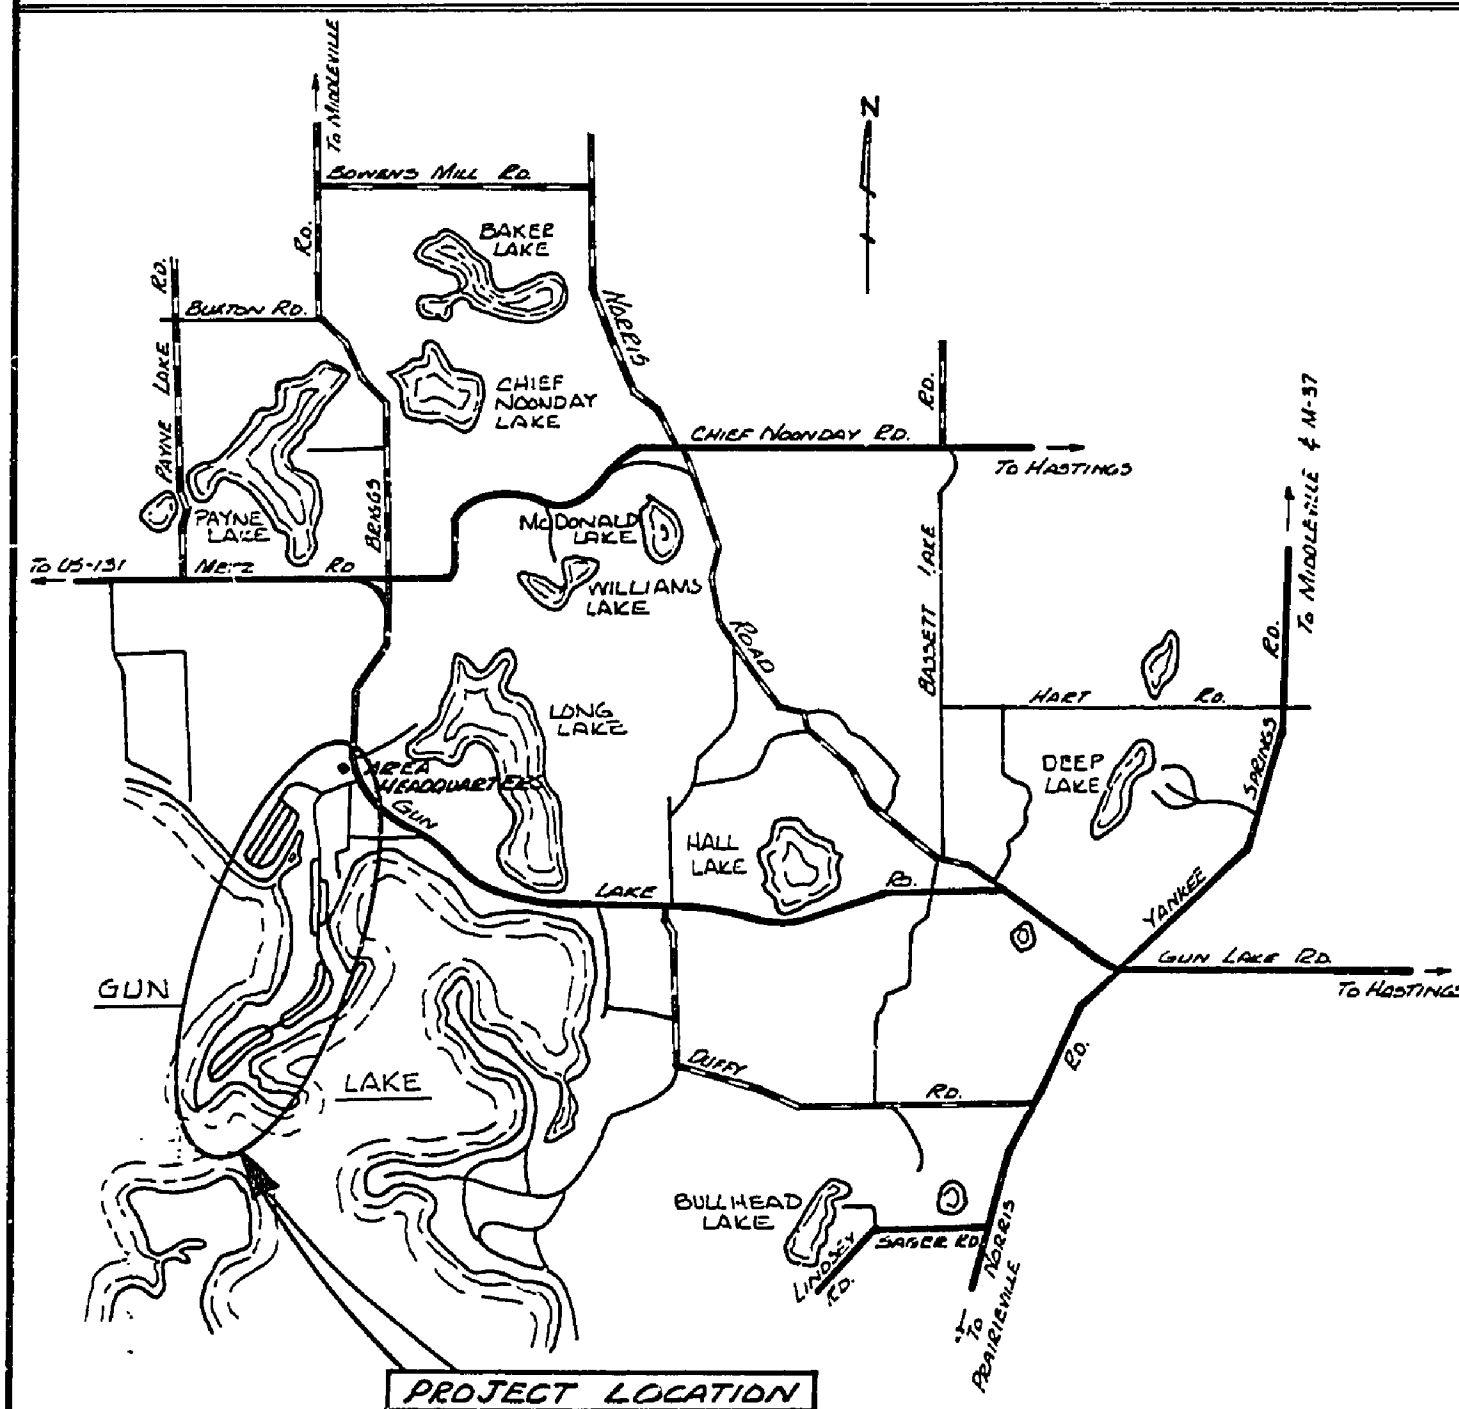 To MIDDLEVILLE
BOWENS MILL RD.
N
BAKER
LAKE
RD.
PAYNE LAKE RD.
BURTON RD.
NORRIS
CHIEF
NOONDAY
LAKE
RD.
To MIDDLEVILLE & M-37
CHIEF NOONDAY RD.
To HASTINGS
BRIGGS
PAYNE
LAKE
McDONALD
LAKE
To US-131
METZ RD
WILLIAMS
LAKE
BASSETT LAKE
ROAD
RD.
HART RD.
LONG
LAKE
AREA
HEADQUARTERS
DEEP
LAKE
SPRINGS
GUN
HALL
LAKE
LAKE
RD.
YANKEE
GUN LAKE RD.
To HASTINGS
GUN
LAKE
DUFFY
RD.
RD.
BULLHEAD
LAKE
SAGER RD.
LINDSEY
RD.
NORRIS
To
PRAIRIEVILLE
PROJECT LOCATION